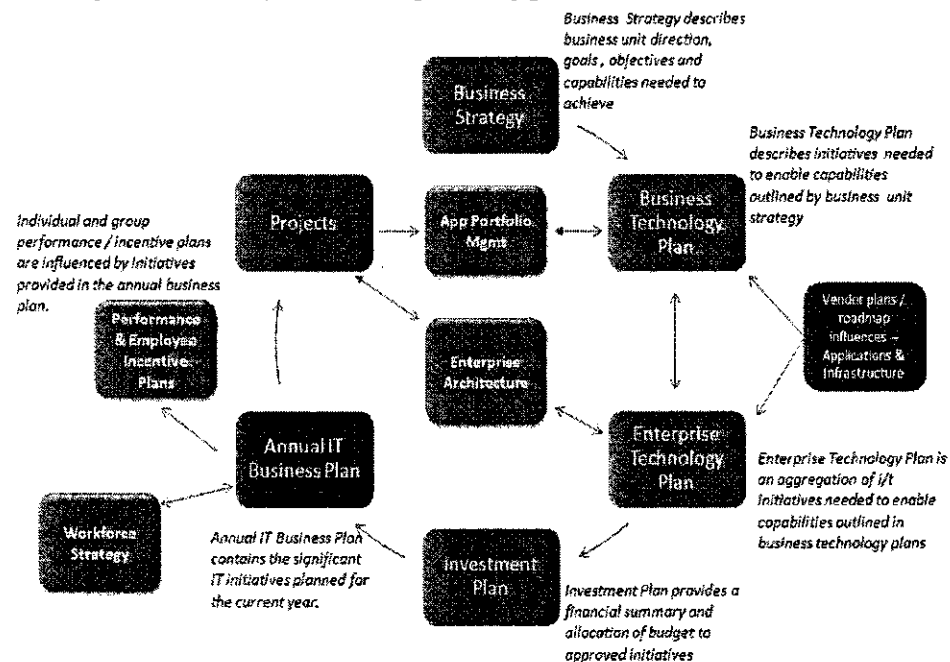 Business Strategy describes
business unit direction,
goals , objectives and
capabilities needed to
achieve
Business
Strategy
Business Technology Plan
describes initiatives needed
to enable capabilities
outlined by business unit
strategy
Projects
App Portfolio
Mgmt
Business
Technology
Plan
Individual and group
performance / incentive plans
are influenced by initiatives
provided in the annual business
plan.
Performance
& Employee
Incentive
Plans
Enterprise
Architecture
Vendor plans /
roadmap
influences –
Applications &
Infrastructure
Annual IT
Business Plan
Enterprise
Technology
Plan
Enterprise Technology Plan is
an aggregation of i/t
initiatives needed to enable
capabilities outlined in
business technology plans
Workforce
Strategy
Annual IT Business Plan
contains the significant
IT initiatives planned for
the current year.
Investment
Plan
Investment Plan provides a
financial summary and
allocation of budget to
approved initiatives